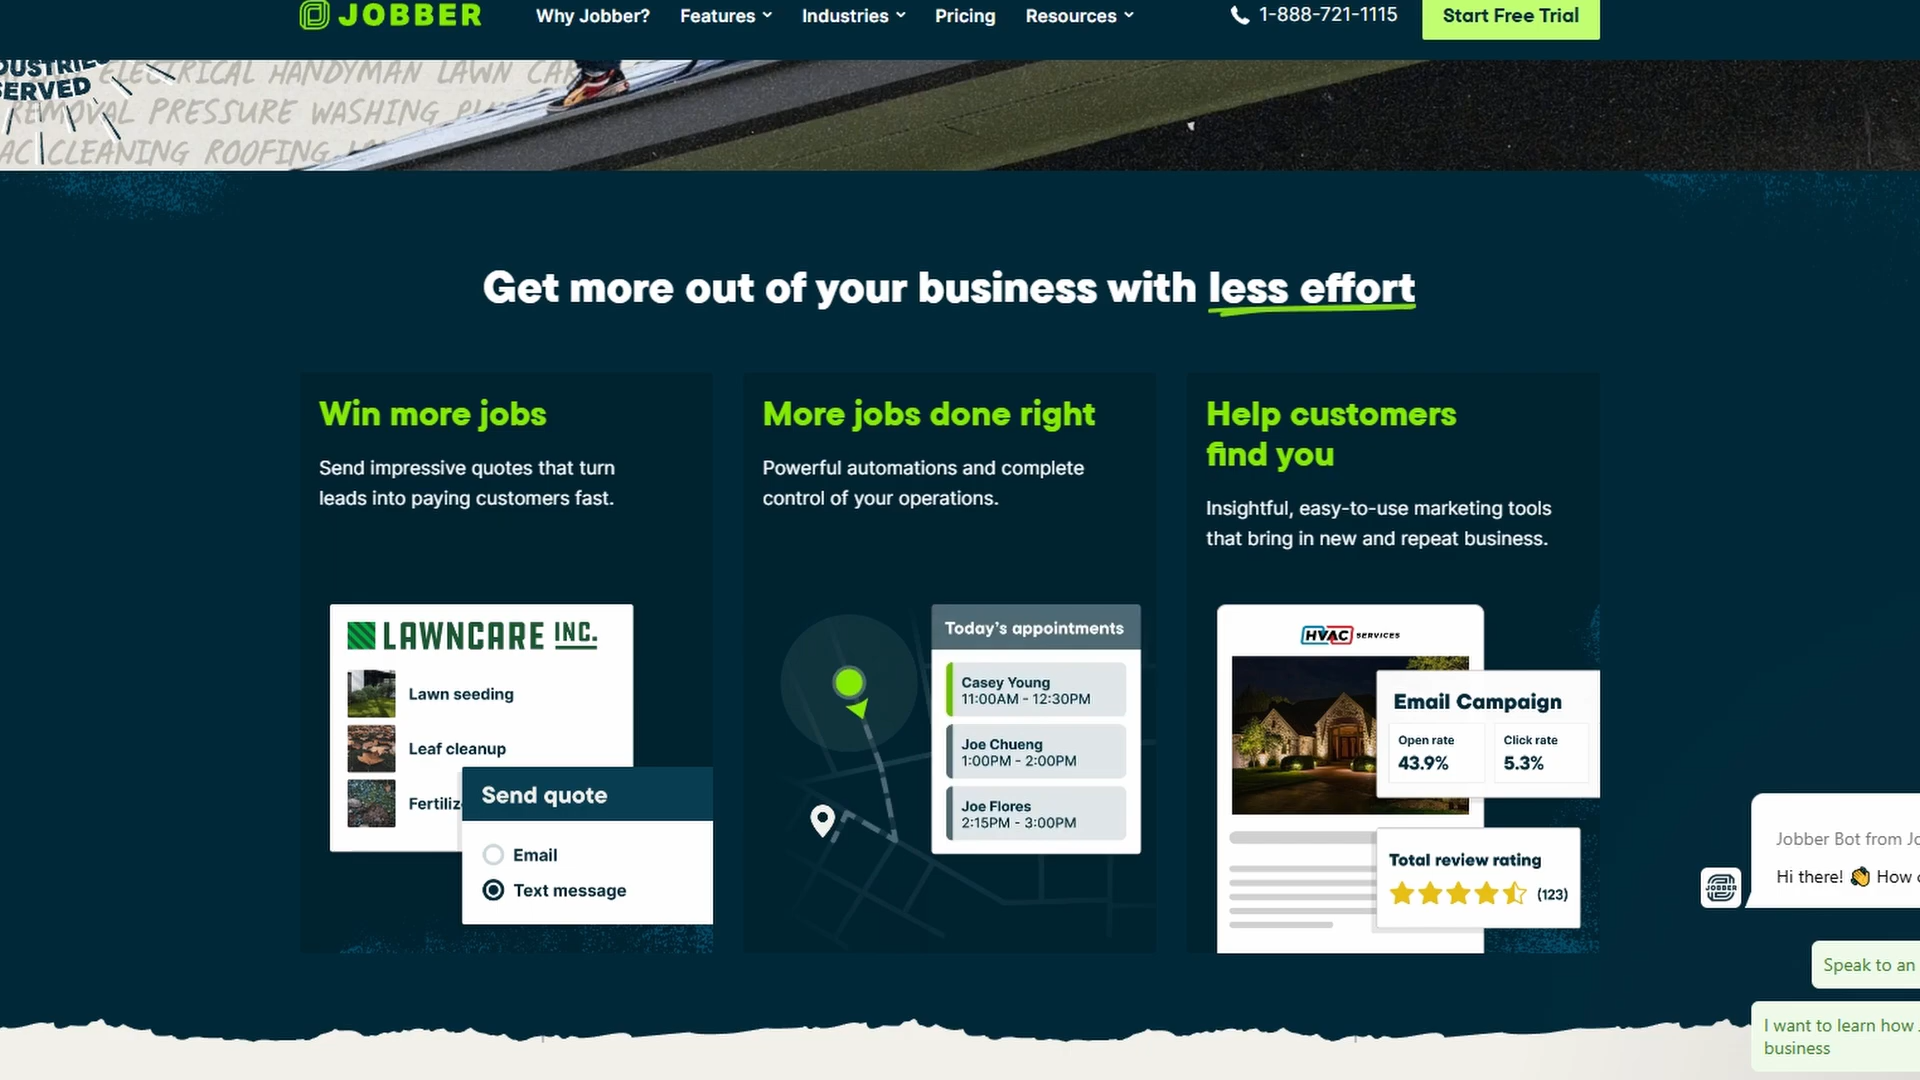 JOBBER
Why Jobber?
Features
Industries
Pricing
Resources
1-888-721-1115
Start Free Trial
SERVED
ELECTRICAL HANDYMAN LAWN
REMOVAL PRESSURE WASHING
CLEANING ROOFING
Get more out of your business with less effort
Win more jobs
Send impressive quotes that turn
leads into paying customers fast.
LAWNCARE INC.
Lawn seeding
Leaf cleanup
Send quote
Email
Text message
More jobs done right
Powerful automations and complete
control of your operations.
Today's appointments
Casey Young
11:00AM - 12:30PM
Joe Chueng
1:00PM - 2:00PM
Joe Flores
2:15PM - 3:00PM
Help customers
find you
Insightful, easy-to-use marketing tools
that bring in new and repeat business.
HVAC SERVICES
Email Campaign
Open rate
43.9%
Click rate
5.3%
Total review rating
(123)
Jobber Bot from
JOBBER
Hi there! 👏 How
Speak to an
I want to learn how
business